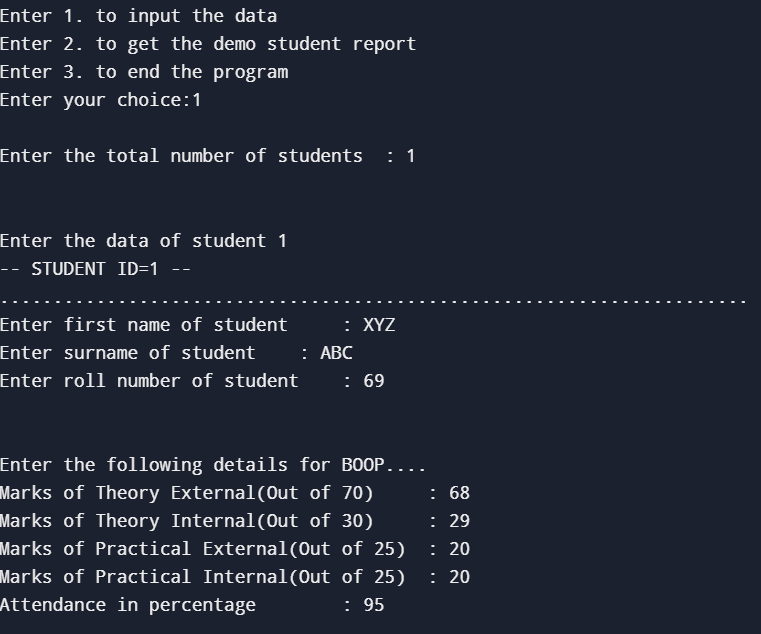 Enter 1. to input the data
Enter 2. to get the demo student report
Enter 3. to end the program
Enter your choice:1
Enter the total number of students  : 1
Enter the data of student 1
-- STUDENT ID=1 --
......................................................................
Enter first name of student     : XYZ
Enter surname of student    : ABC
Enter roll number of student    : 69
Enter the following details for BOOP....
Marks of Theory External(Out of 70)     : 68
Marks of Theory Internal(Out of 30)     : 29
Marks of Practical External(Out of 25)  : 20
Marks of Practical Internal(Out of 25)  : 20
Attendance in percentage        : 95